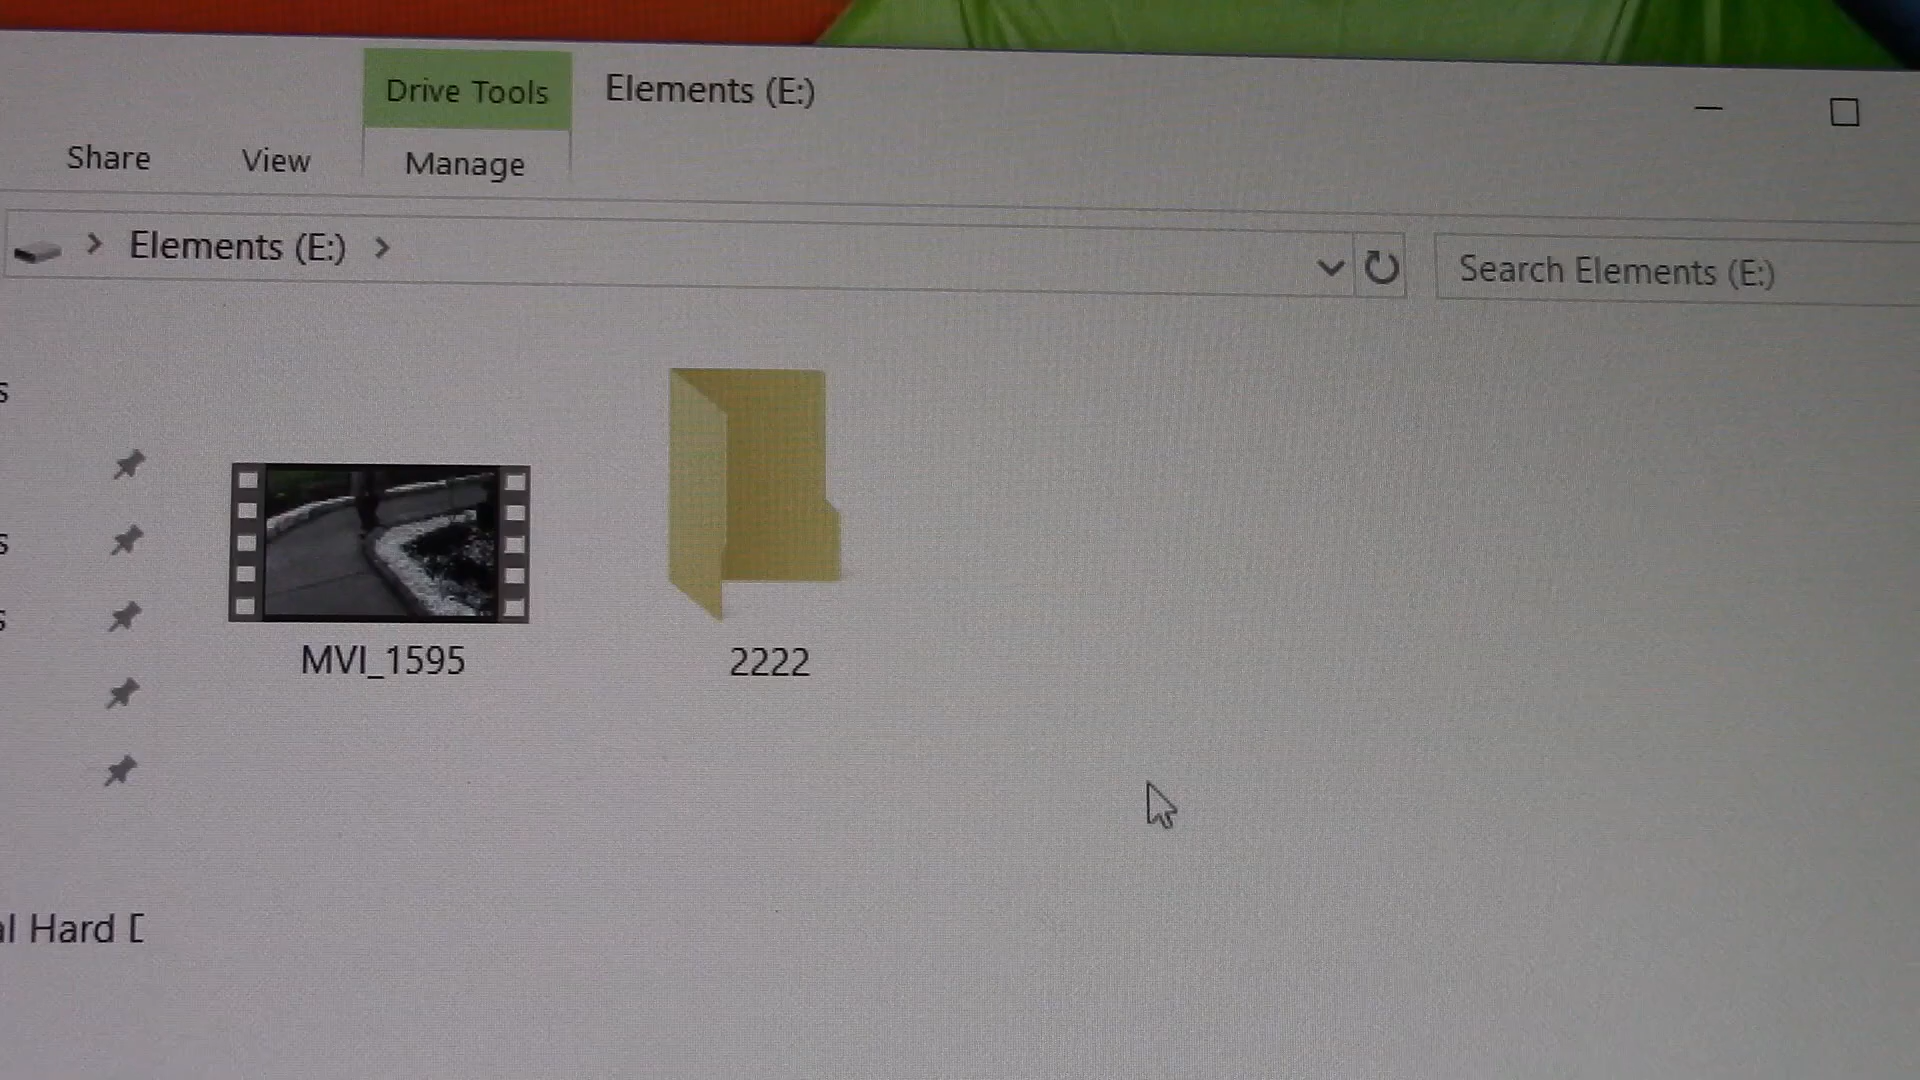 Drive Tools
Elements (E:)
Share
View
Manage
Elements (E:)
Search Elements (E:)
MVI_1595
2222
Hard